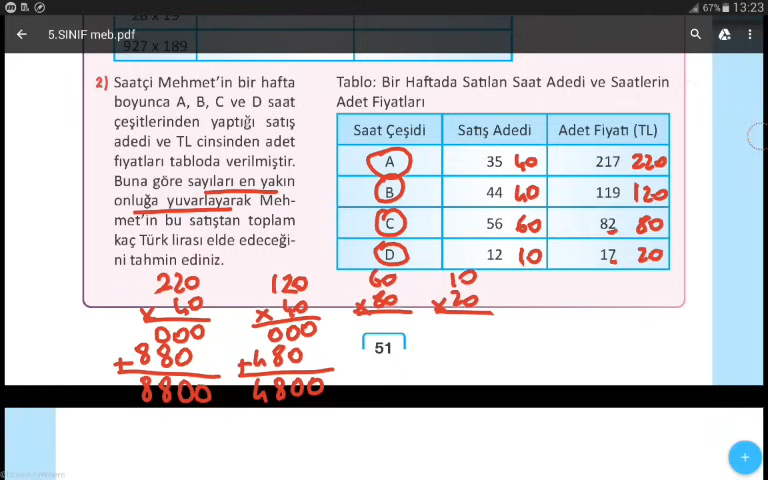 67% 13:23
5.SINIF meb.pdf
28 x 19
927 x 189
2) Saatçi Mehmet'in bir hafta
boyunca A, B, C ve D saat
çeşitlerinden yaptığı satış
adedi ve TL cinsinden adet
fiyatları tabloda verilmiştir.
Buna göre sayıları en yakın
onluğa yuvarlayarak Meh-
met'in bu satıştan toplam
kaç Türk lirası elde edeceği-
ni tahmin ediniz.
Tablo: Bir Haftada Satılan Saat Adedi ve Saatlerin
Adet Fiyatları
Saat Çeşidi Satış Adedi Adet Fiyatı (TL)
A 35 40 217 220
B 44 40 119 120
C 56 60 82 80
D 12 10 17 20
220 120 60 10
x 40 x 40 x 80 x 20
000 000
+880 +480
8800 4800
51